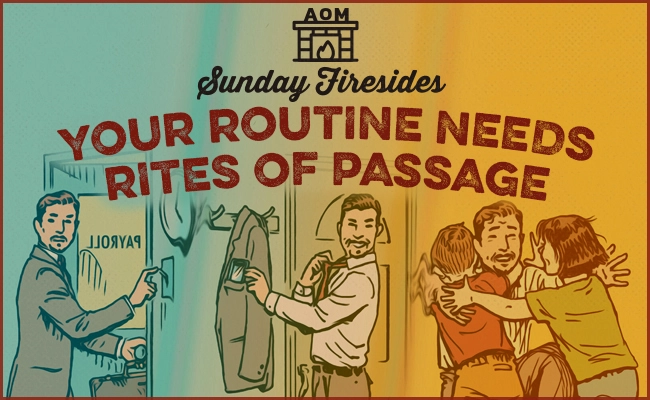 AOM
Sunday Firesides
YOUR ROUTINE NEEDS
RITES OF PASSAGE
PAYROLL